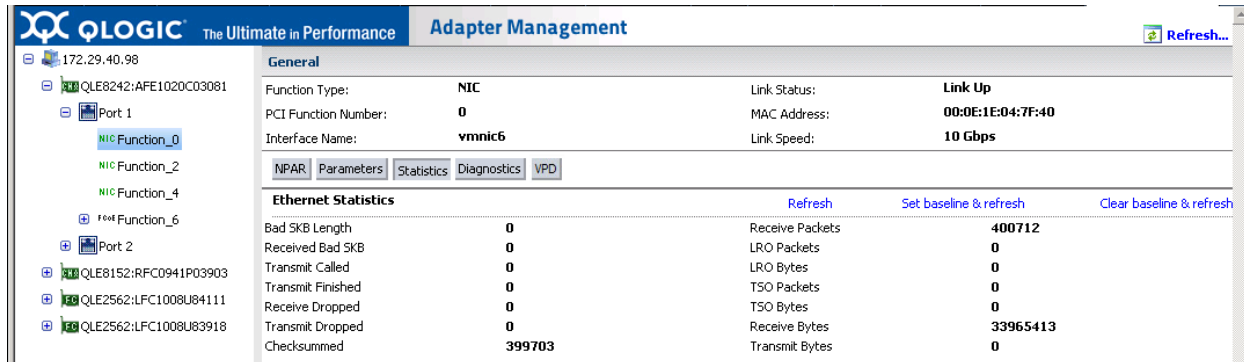 QLOGIC The Ultimate in Performance Adapter Management
Refresh...
172.29.40.98
QLE8242:AFE1020C03081
Port 1
NIC Function_0
NIC Function_2
NIC Function_4
FCoE Function_6
Port 2
QLE8152:RFC0941P03903
QLE2562:LFC1008U84111
QLE2562:LFC1008U83918
General
Function Type: NIC Link Status: Link Up
PCI Function Number: 0 MAC Address: 00:0E:1E:04:7F:40
Interface Name: vmnic6 Link Speed: 10 Gbps
NPAR Parameters Statistics Diagnostics VPD
Ethernet Statistics Refresh Set baseline & refresh Clear baseline & refresh
Bad SKB Length 0 Receive Packets 400712
Received Bad SKB 0 LRO Packets 0
Transmit Called 0 LRO Bytes 0
Transmit Finished 0 TSO Packets 0
Receive Dropped 0 TSO Bytes 0
Transmit Dropped 0 Receive Bytes 33965413
Checksummed 399703 Transmit Bytes 0